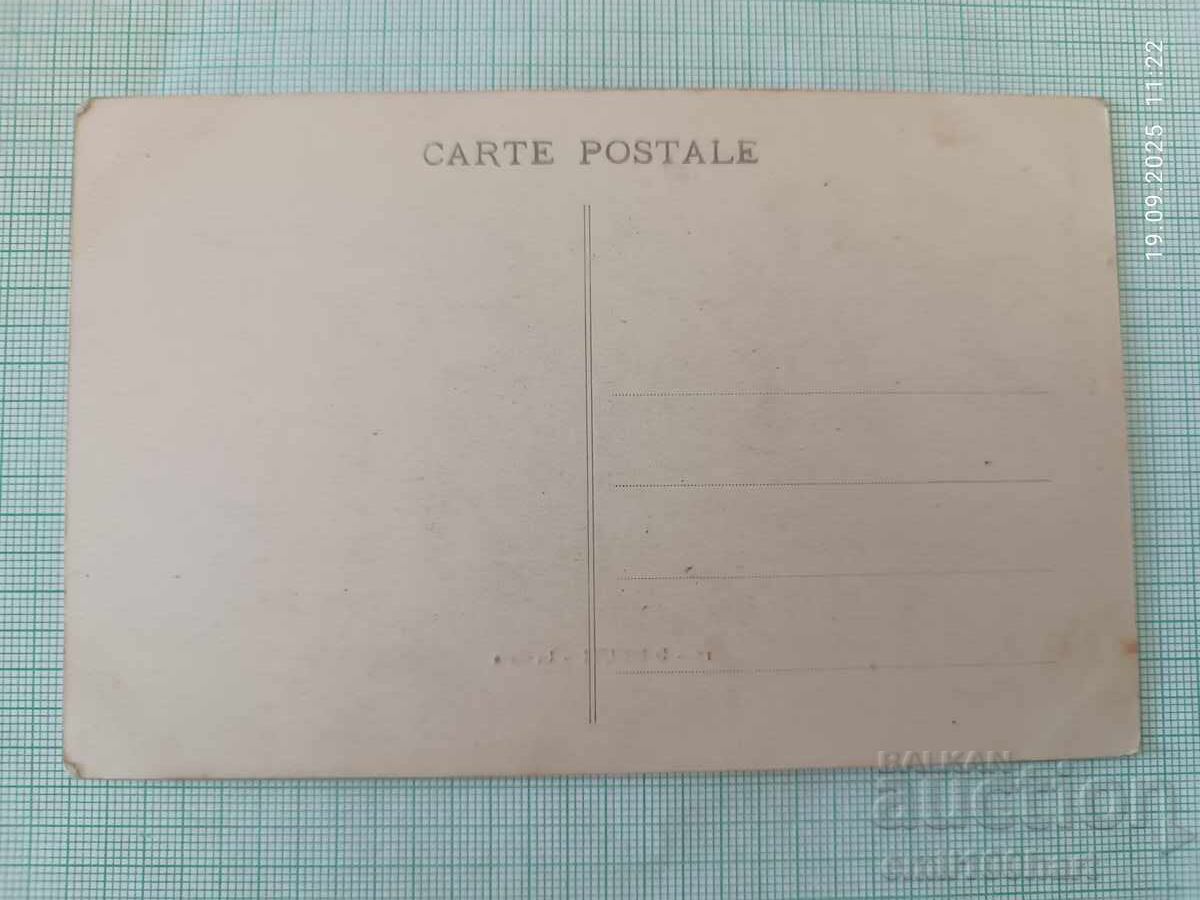 CARTE POSTALE
19.09.2025 11:22
BALKAN
auction